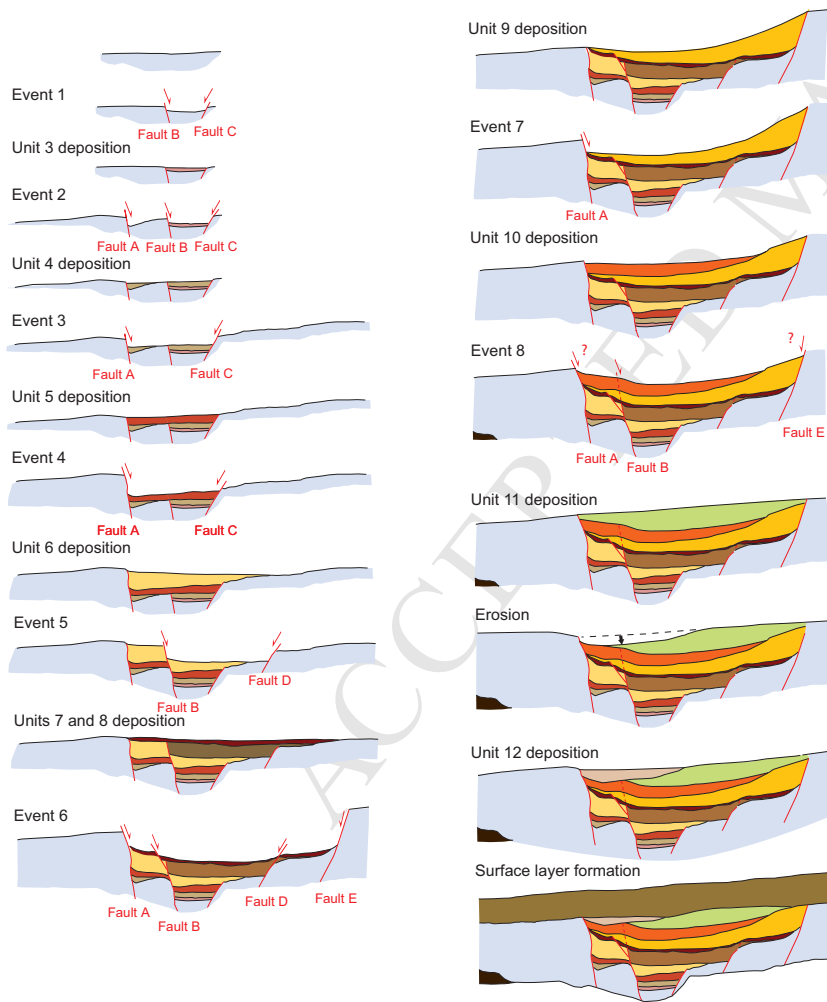 Event 1
Fault B Fault C
Unit 3 deposition
Event 2
Fault A Fault B Fault C
Unit 4 deposition
Event 3
Fault A Fault C
Unit 5 deposition
Event 4
Fault A Fault C
Unit 6 deposition
Event 5
Fault B Fault D
Units 7 and 8 deposition
Event 6
Fault A Fault B Fault D Fault E
Unit 9 deposition
Event 7
Fault A
Unit 10 deposition
Event 8
? ?
Fault A Fault B Fault E
Unit 11 deposition
Erosion
Unit 12 deposition
Surface layer formation
ACCEPTED M